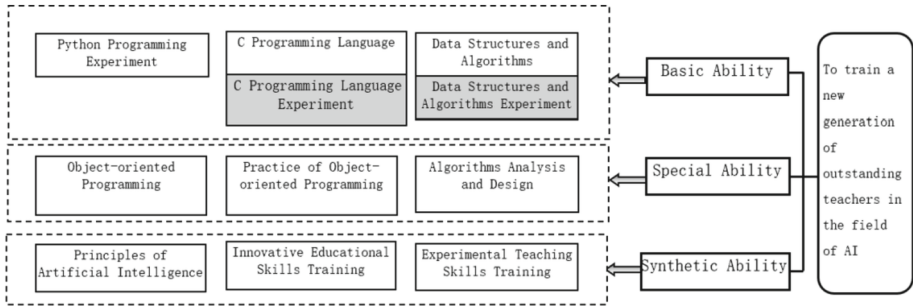 Python Programming
Experiment
C Programming Language
C Programming Language
Experiment
Data Structures and
Algorithms
Data Structures and
Algorithms Experiment
Basic Ability
Object-oriented
Programming
Practice of Object-
oriented Programming
Algorithms Analysis
and Design
Special Ability
Principles of
Artificial Intelligence
Innovative Educational
Skills Training
Experimental Teaching
Skills Training
Synthetic Ability
To train a
new
generation
of
outstanding
teachers in
the field
of AI